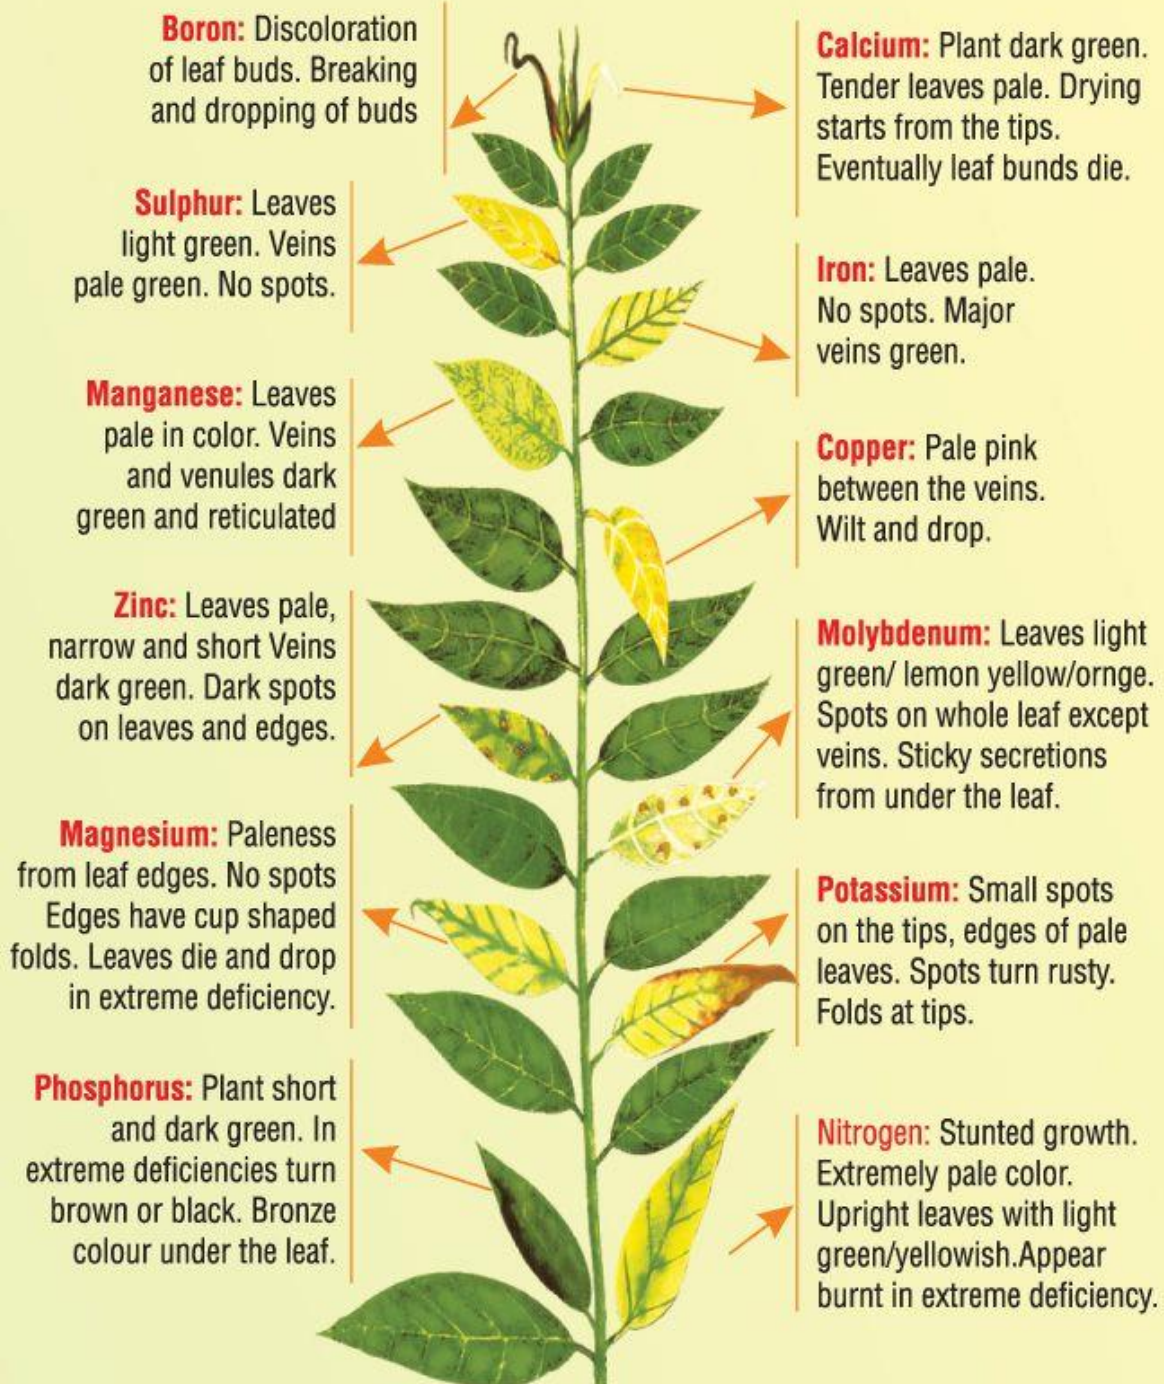 Boron: Discoloration
of leaf buds. Breaking
and dropping of buds
Sulphur: Leaves
light green. Veins
pale green. No spots.
Manganese: Leaves
pale in color. Veins
and venules dark
green and reticulated
Zinc: Leaves pale,
narrow and short Veins
dark green. Dark spots
on leaves and edges.
Magnesium: Paleness
from leaf edges. No spots
Edges have cup shaped
folds. Leaves die and drop
in extreme deficiency.
Phosphorus: Plant short
and dark green. In
extreme deficiencies turn
brown or black. Bronze
colour under the leaf.
Calcium: Plant dark green.
Tender leaves pale. Drying
starts from the tips.
Eventually leaf bunds die.
Iron: Leaves pale.
No spots. Major
veins green.
Copper: Pale pink
between the veins.
Wilt and drop.
Molybdenum: Leaves light
green/ lemon yellow/ornge.
Spots on whole leaf except
veins. Sticky secretions
from under the leaf.
Potassium: Small spots
on the tips, edges of pale
leaves. Spots turn rusty.
Folds at tips.
Nitrogen: Stunted growth.
Extremely pale color.
Upright leaves with light
green/yellowish.Appear
burnt in extreme deficiency.